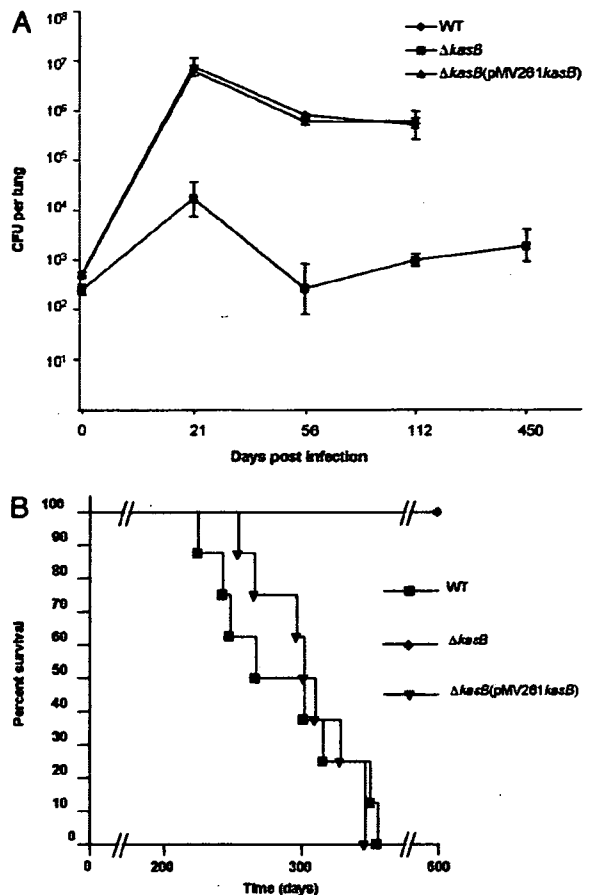 A
10⁸
10⁷
10⁶
10⁵
10⁴
10³
10²
10¹
CFU per lung
0 21 56 112 450
Days post infection
WT
ΔkasB
ΔkasB(pMV261kasB)
B
100
90
80
70
60
50
40
30
20
10
0
Percent survival
0 200 300 600
Time (days)
WT
ΔkasB
ΔkasB(pMV261kasB)